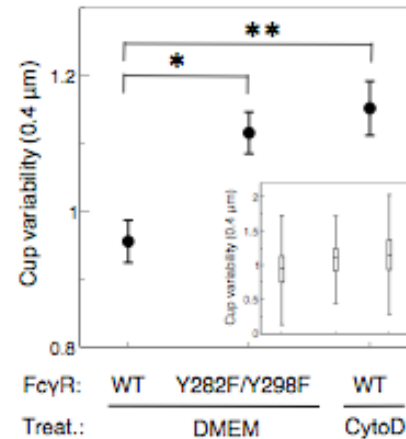 **
*
1.2
1
0.8
Cup variability (0.4 µm)
2
1.5
1
0.5
0
Cup variability (0.4 µm)
FcγR: WT Y282F/Y298F WT
Treat.: DMEM CytoD